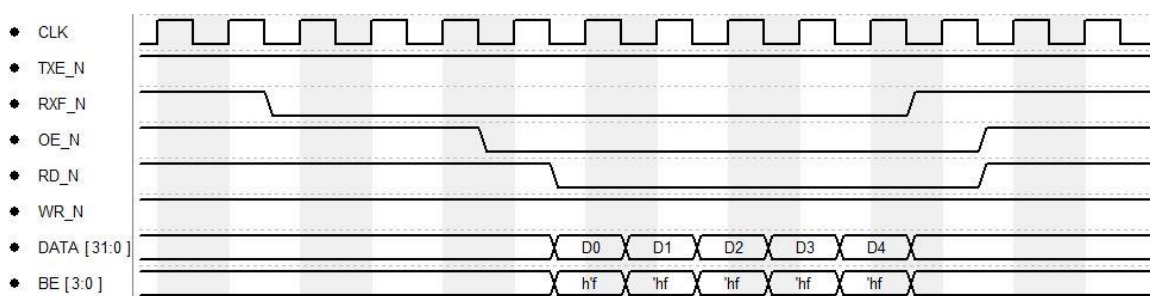 CLK
TXE_N
RXF_N
OE_N
RD_N
WR_N
DATA [31:0] D0 D1 D2 D3 D4
BE [3:0] h'f 'hf 'hf 'hf 'hf